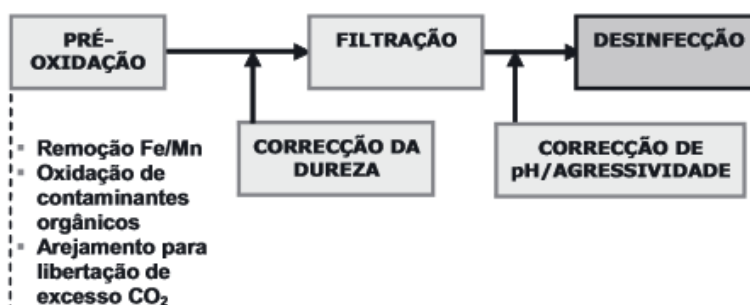 PRÉ-
OXIDAÇÃO
FILTRAÇÃO
DESINFECÇÃO
CORRECÇÃO DA
DUREZA
CORRECÇÃO DE
pH/AGRESSIVIDADE
▪ Remoção Fe/Mn
▪ Oxidação de
contaminantes
orgânicos
▪ Arejamento para
libertação de
excesso CO₂